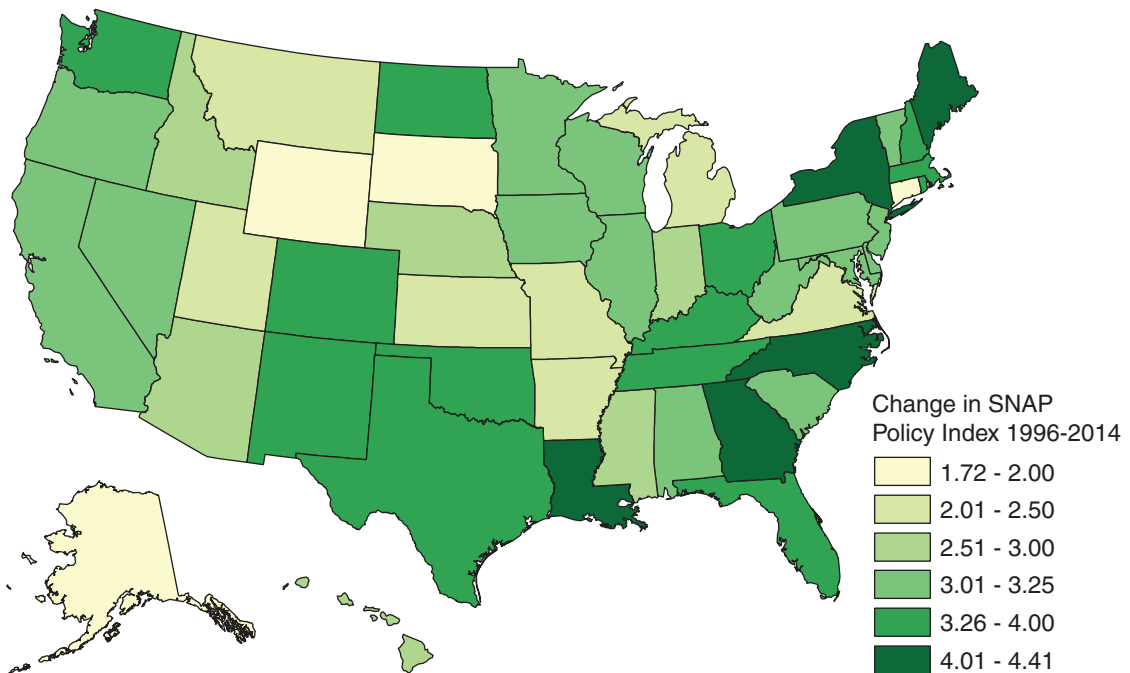 Change in SNAP
Policy Index 1996-2014
1.72 - 2.00
2.01 - 2.50
2.51 - 3.00
3.01 - 3.25
3.26 - 4.00
4.01 - 4.41